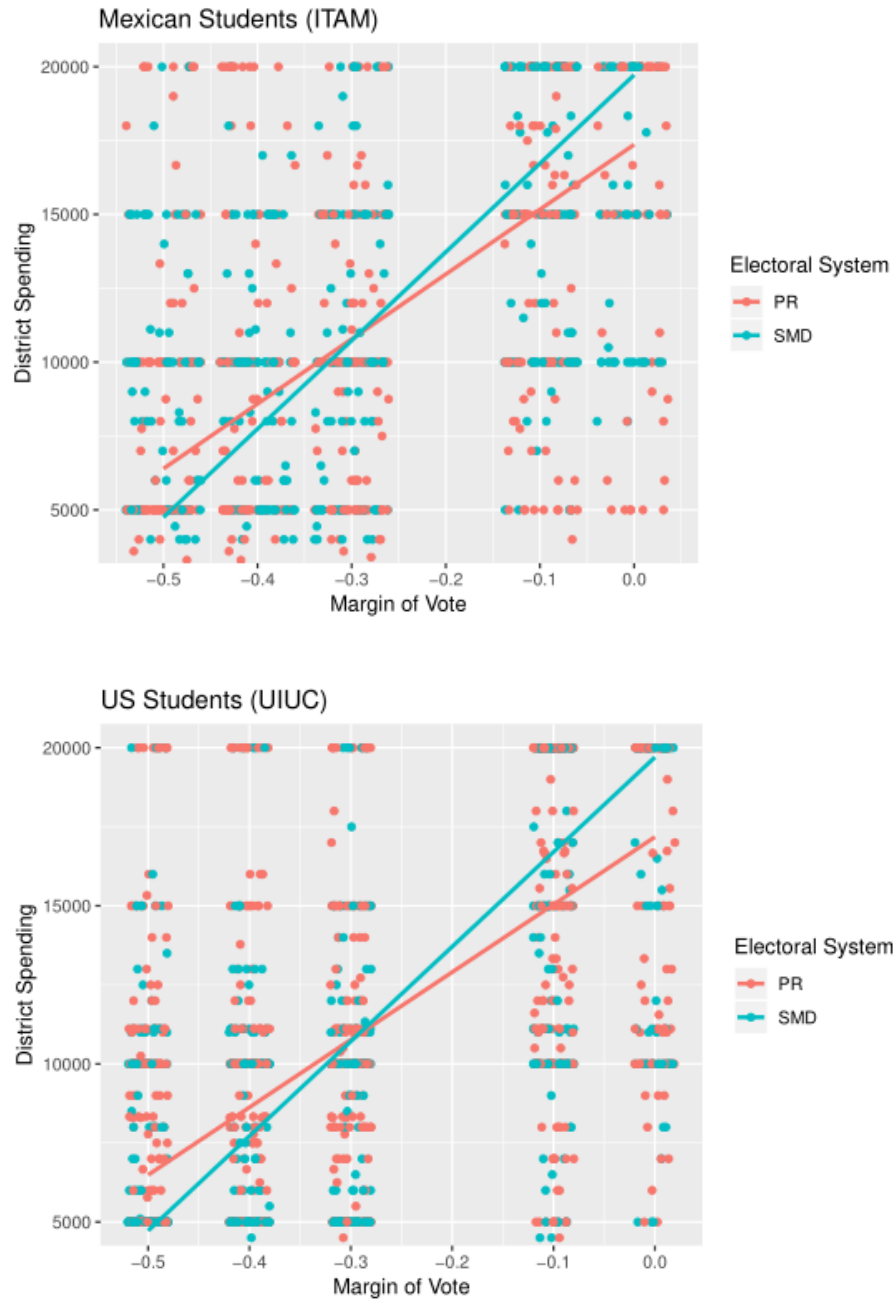 Mexican Students (ITAM)
20000
15000
10000
5000
District Spending
−0.5 −0.4 −0.3 −0.2 −0.1 0.0
Margin of Vote
Electoral System
PR
SMD
US Students (UIUC)
20000
15000
10000
5000
District Spending
−0.5 −0.4 −0.3 −0.2 −0.1 0.0
Margin of Vote
Electoral System
PR
SMD